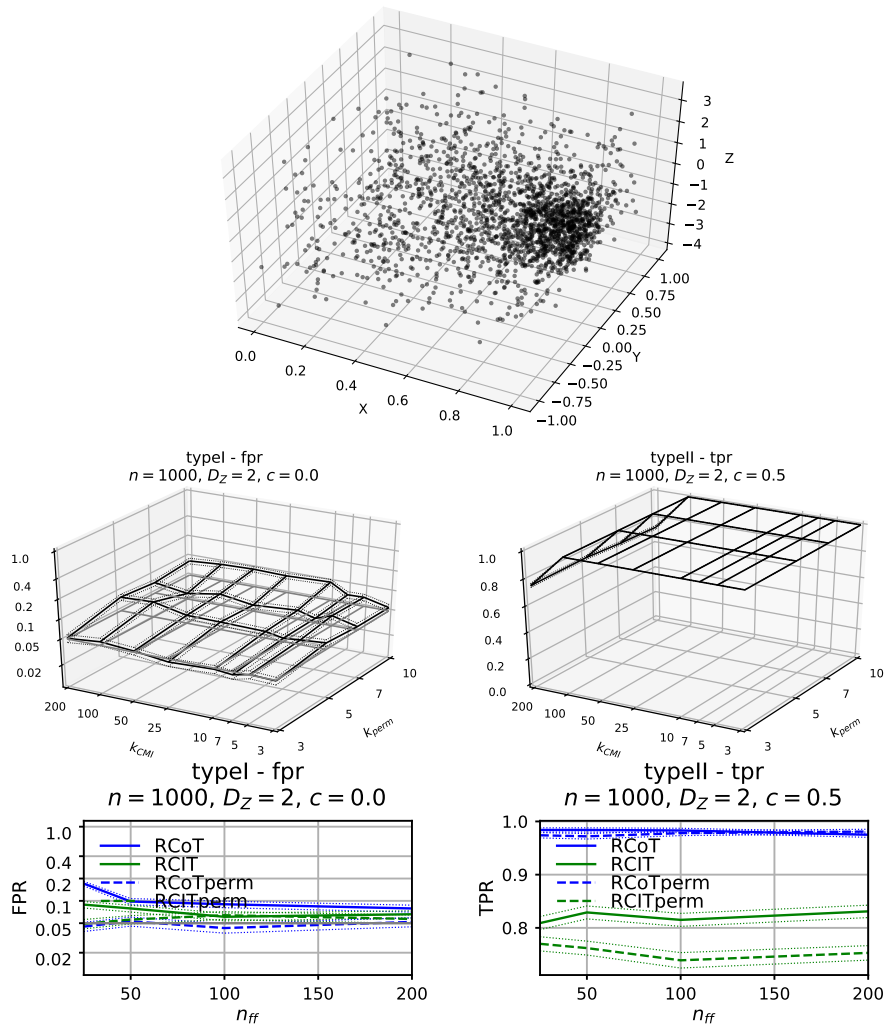 3
2
1
0
−1
−2
−3
−4
Z
1.00
0.75
0.50
0.25
0.00
−0.25
−0.50
−0.75
−1.00
Y
0.0
0.2
0.4
0.6
0.8
1.0
X
typeI - fpr
n = 1000, D_Z = 2, c = 0.0
1.0
0.4
0.2
0.1
0.05
0.02
200
100
50
25
10
7
5
3
k_CMI
3
5
7
10
k_perm
typeII - tpr
n = 1000, D_Z = 2, c = 0.5
1.0
0.8
0.6
0.4
0.2
0.0
200
100
50
25
10
7
5
3
k_CMI
3
5
7
10
k_perm
typeI - fpr
n = 1000, D_Z = 2, c = 0.0
1.0
0.4
0.2
0.1
0.05
0.02
FPR
RCoT
RCIT
RCoTperm
RCITperm
50
100
150
200
n_ff
typeII - tpr
n = 1000, D_Z = 2, c = 0.5
1.0
0.9
0.8
TPR
RCoT
RCIT
RCoTperm
RCITperm
50
100
150
200
n_ff